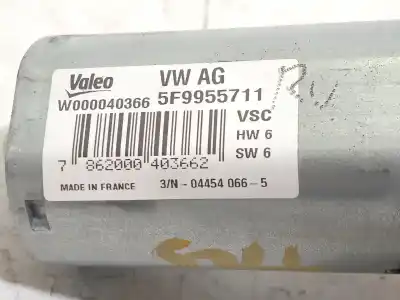 Valeo VW AG
W000040366 5F9955711
VSC
HW 6
SW 6
7 862000 403662
MADE IN FRANCE 3/N - 04454 066 - 5